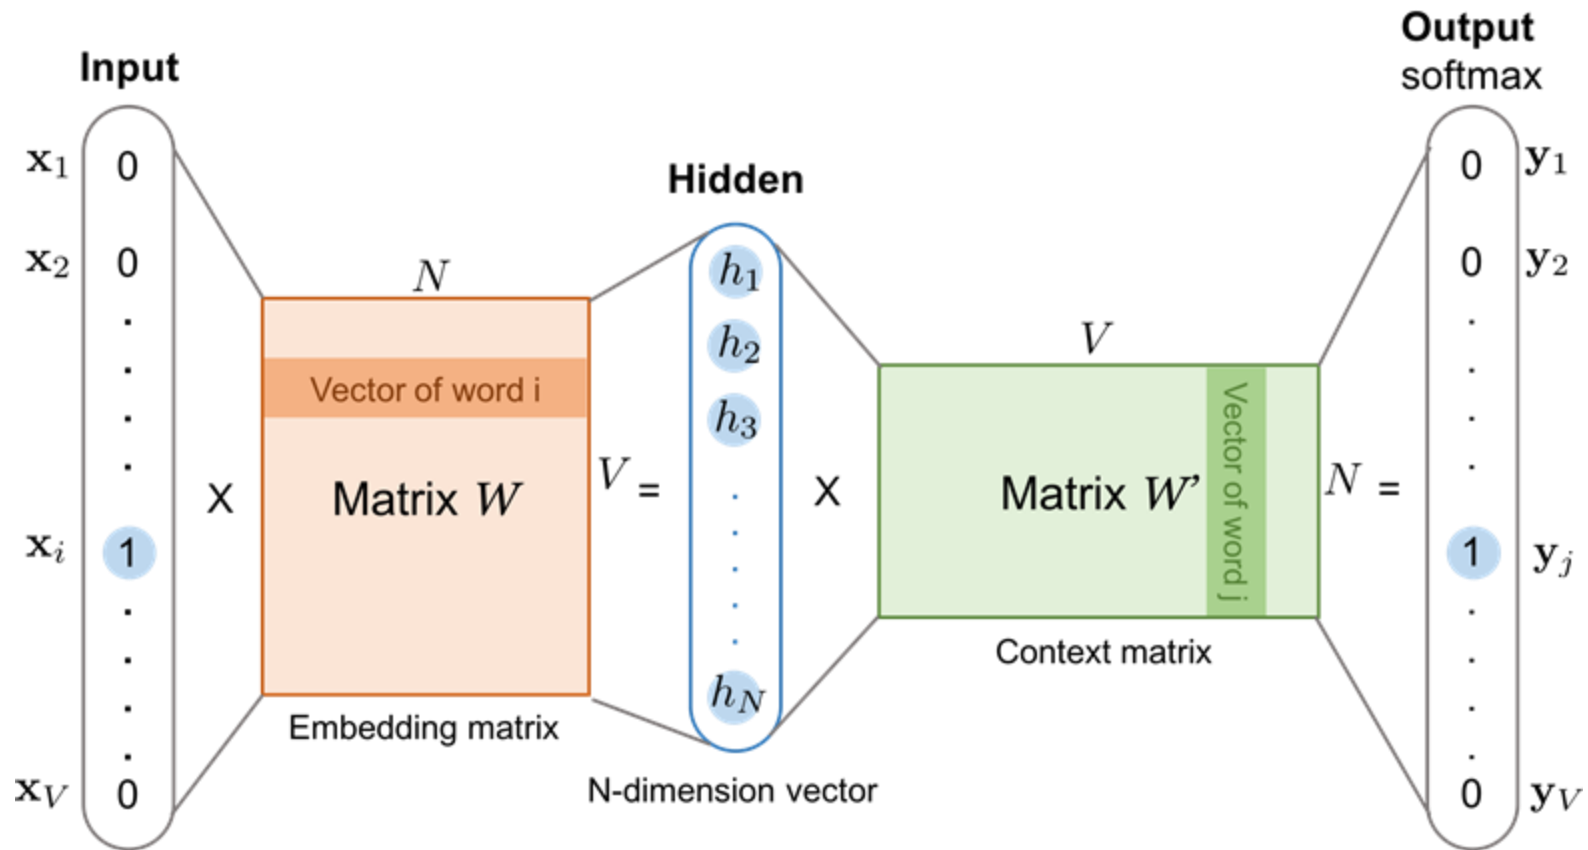 Input
x1 0
x2 0
.
.
.
.
xi 1
.
.
.
.
xV 0
X
N
Vector of word i
Matrix W
V =
Embedding matrix
Hidden
h1
h2
h3
.
.
.
.
.
hN
N-dimension vector
X
V
Matrix W’
Vector of word j
N =
Context matrix
Output
softmax
0 y1
0 y2
.
.
.
.
1 yj
.
.
.
.
0 yV